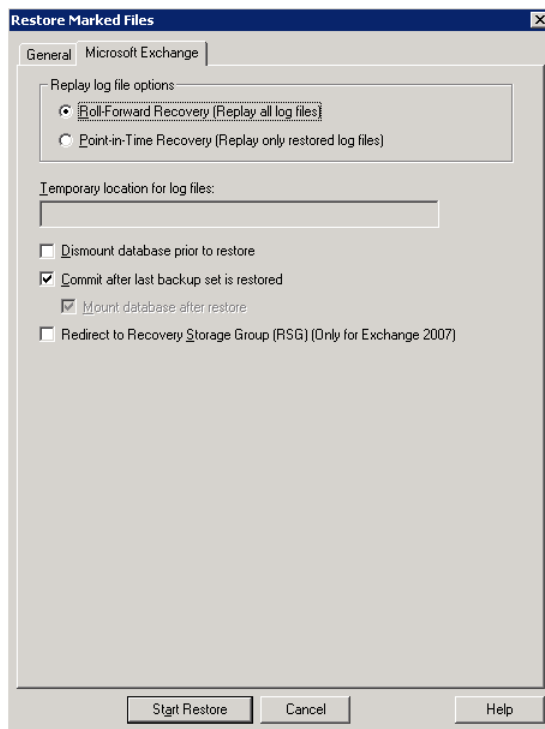 Restore Marked Files
General
Microsoft Exchange
Replay log file options
Roll-Forward Recovery (Replay all log files)
Point-in-Time Recovery (Replay only restored log files)
Temporary location for log files:
Dismount database prior to restore
Commit after last backup set is restored
Mount database after restore
Redirect to Recovery Storage Group (RSG) (Only for Exchange 2007)
Start Restore
Cancel
Help